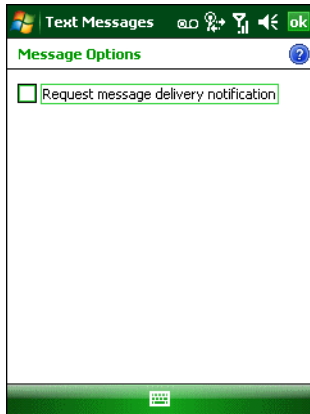 Text Messages ok
Message Options ?
Request message delivery notification